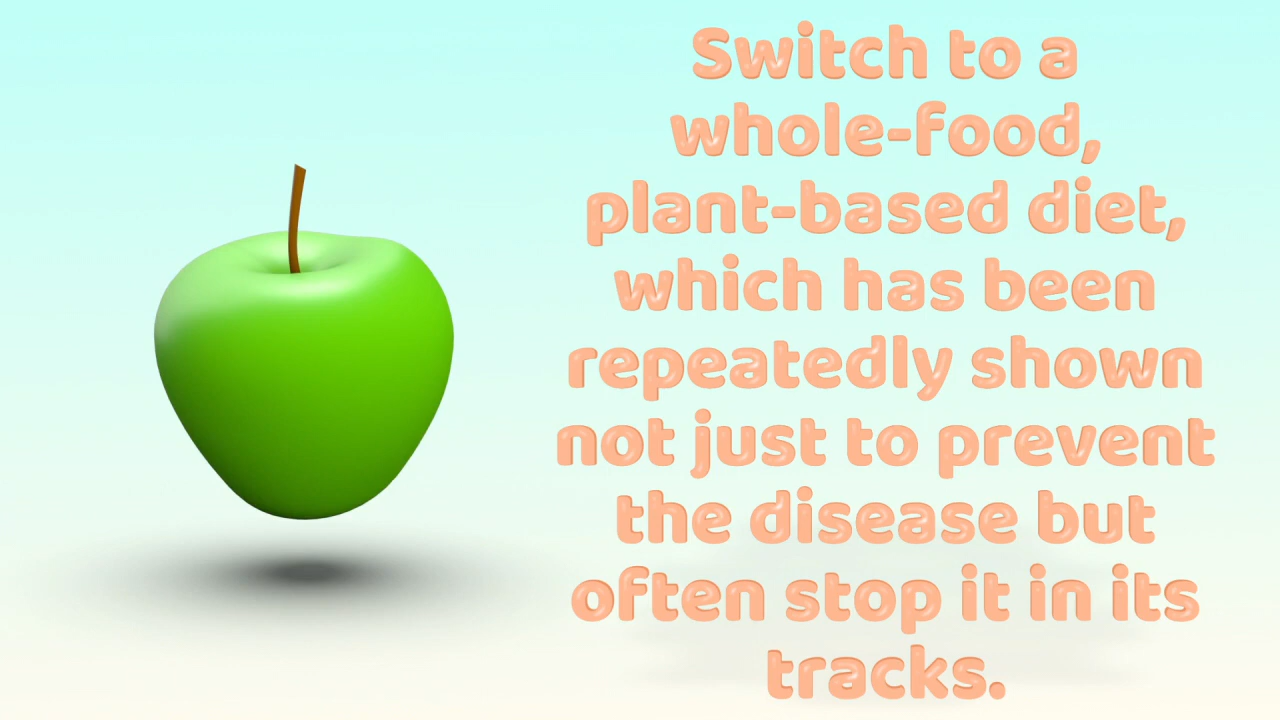 Switch to a
whole-food,
plant-based diet,
which has been
repeatedly shown
not just to prevent
the disease but
often stop it in its
tracks.